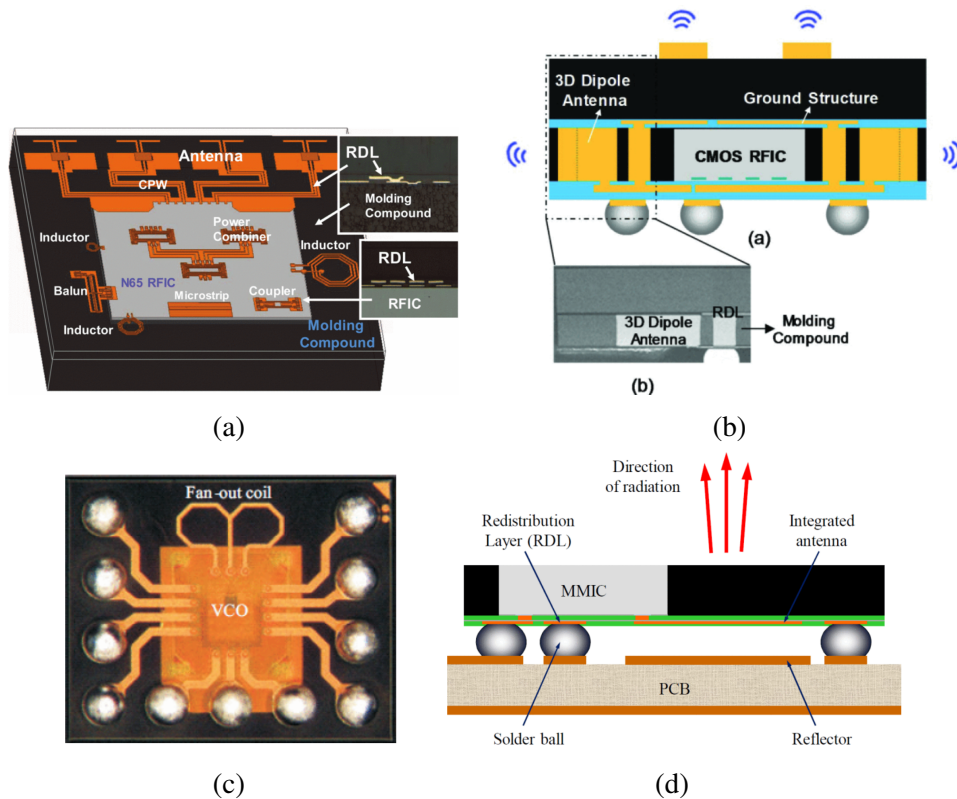 Antenna
CPW
Power
Combiner
Inductor
Inductor
N65 RFIC
Balun
Microstrip
Coupler
Inductor
Molding
Compound
RDL
Molding
Compound
RDL
RFIC
(a)
3D Dipole
Antenna
Ground Structure
CMOS RFIC
(a)
3D Dipole
Antenna
RDL
Molding
Compound
(b)
(b)
Fan-out coil
VCO
(c)
Direction
of radiation
Redistribution
Layer (RDL)
Integrated
antenna
MMIC
PCB
Solder ball
Reflector
(d)